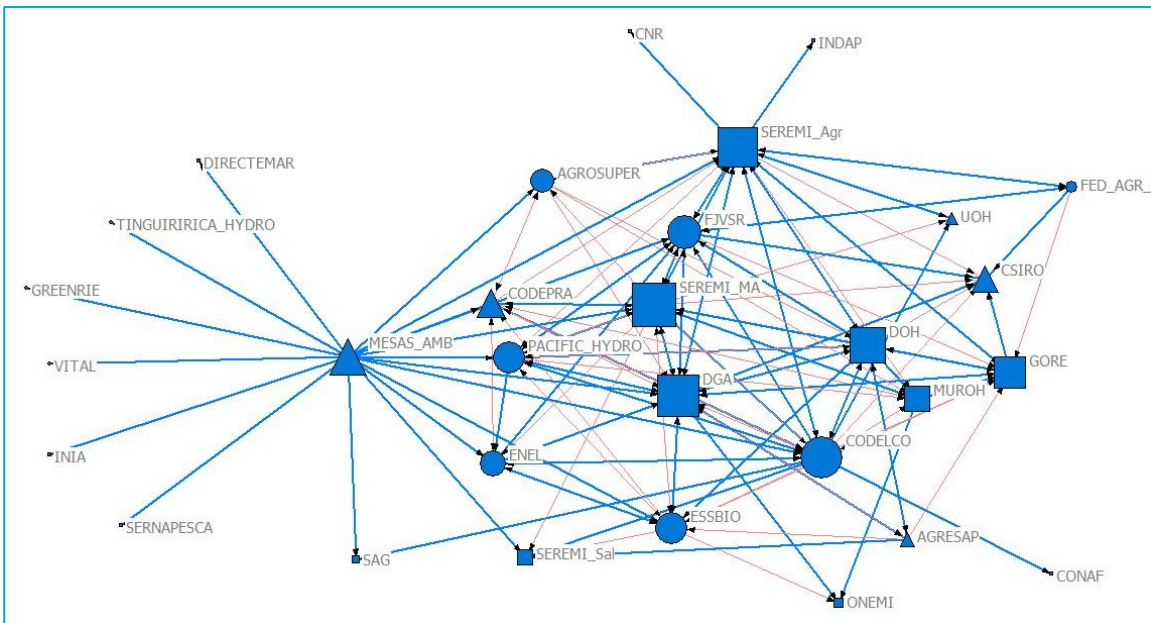 CNR
INDAP
SEREMI_Agr
DIRECTEMAR
AGROSUPER
FED_AGR_
TINGUIRIRICA_HYDRO
FJVSR
UOH
CSIRO
GREENRIE
CODEPRA
SEREMI_MA
DOH
MESAS_AMB
PACIFIC_HYDRO
GORE
VITAL
DGA
MUROH
CODELCO
INIA
ENEL
SERNAPESCA
ESSBIO
AGRESAP
SAG
SEREMI_Sal
CONAF
ONEMI